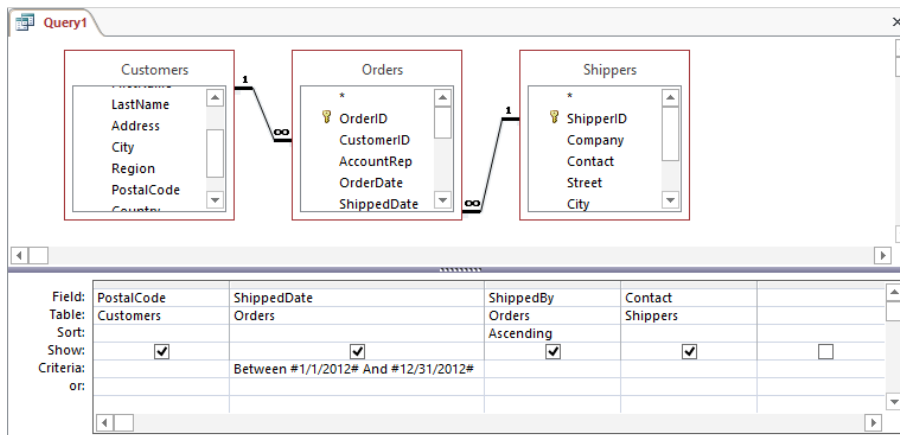 Query1
Customers
LastName
Address
City
Region
PostalCode
Country
1
∞
Orders
*
OrderID
CustomerID
AccountRep
OrderDate
ShippedDate
∞
1
Shippers
*
ShipperID
Company
Contact
Street
City
Field: PostalCode ShippedDate ShippedBy Contact
Table: Customers Orders Orders Shippers
Sort: Ascending
Show:
Criteria: Between #1/1/2012# And #12/31/2012#
or: